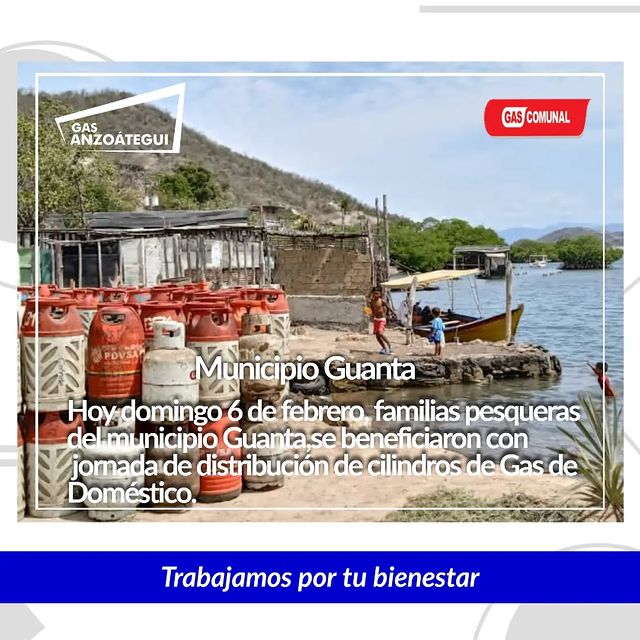 GAS
ANZOÁTEGUI
GAS COMUNAL
PDVSA
Municipio Guanta
Hoy domingo 6 de febrero, familias pesqueras
del municipio Guanta,se beneficiaron con
jornada de distribución de cilindros de Gas de
Doméstico.
Trabajamos por tu bienestar